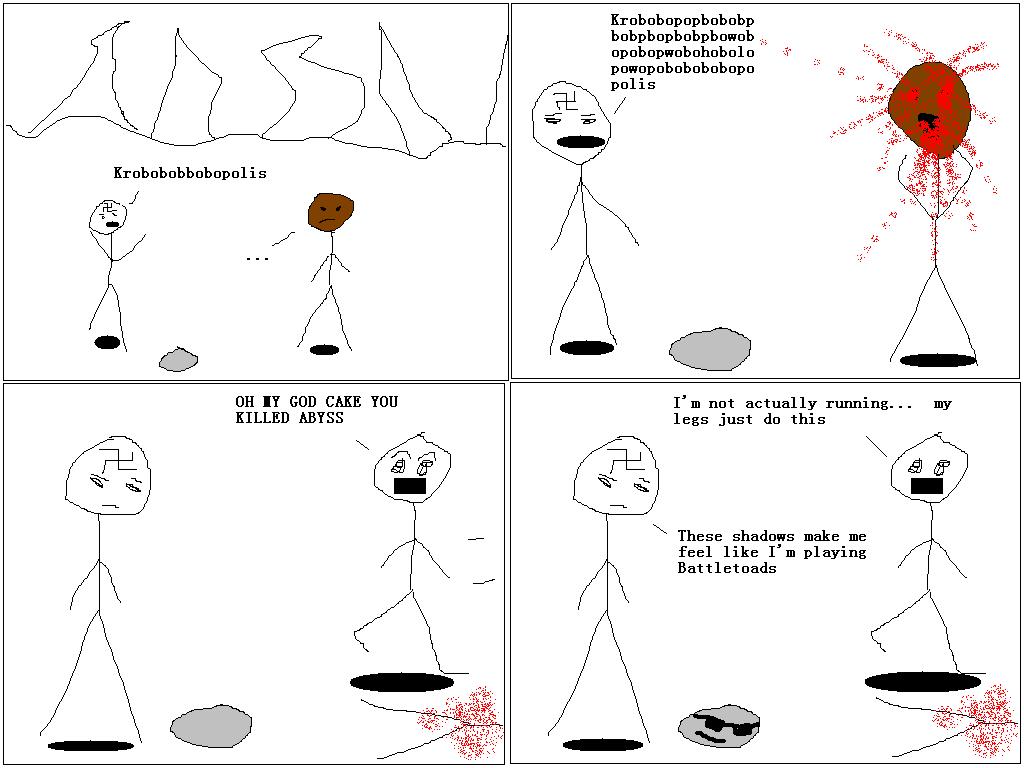 Krobobobbobopolis
...
Krobobopopbobobp
bobpbopbobpbowob
opobopwobohobolo
powopobobobobopo
polis
OH MY GOD CAKE YOU
KILLED ABYSS
I'm not actually running... my
legs just do this
These shadows make me
feel like I'm playing
Battletoads